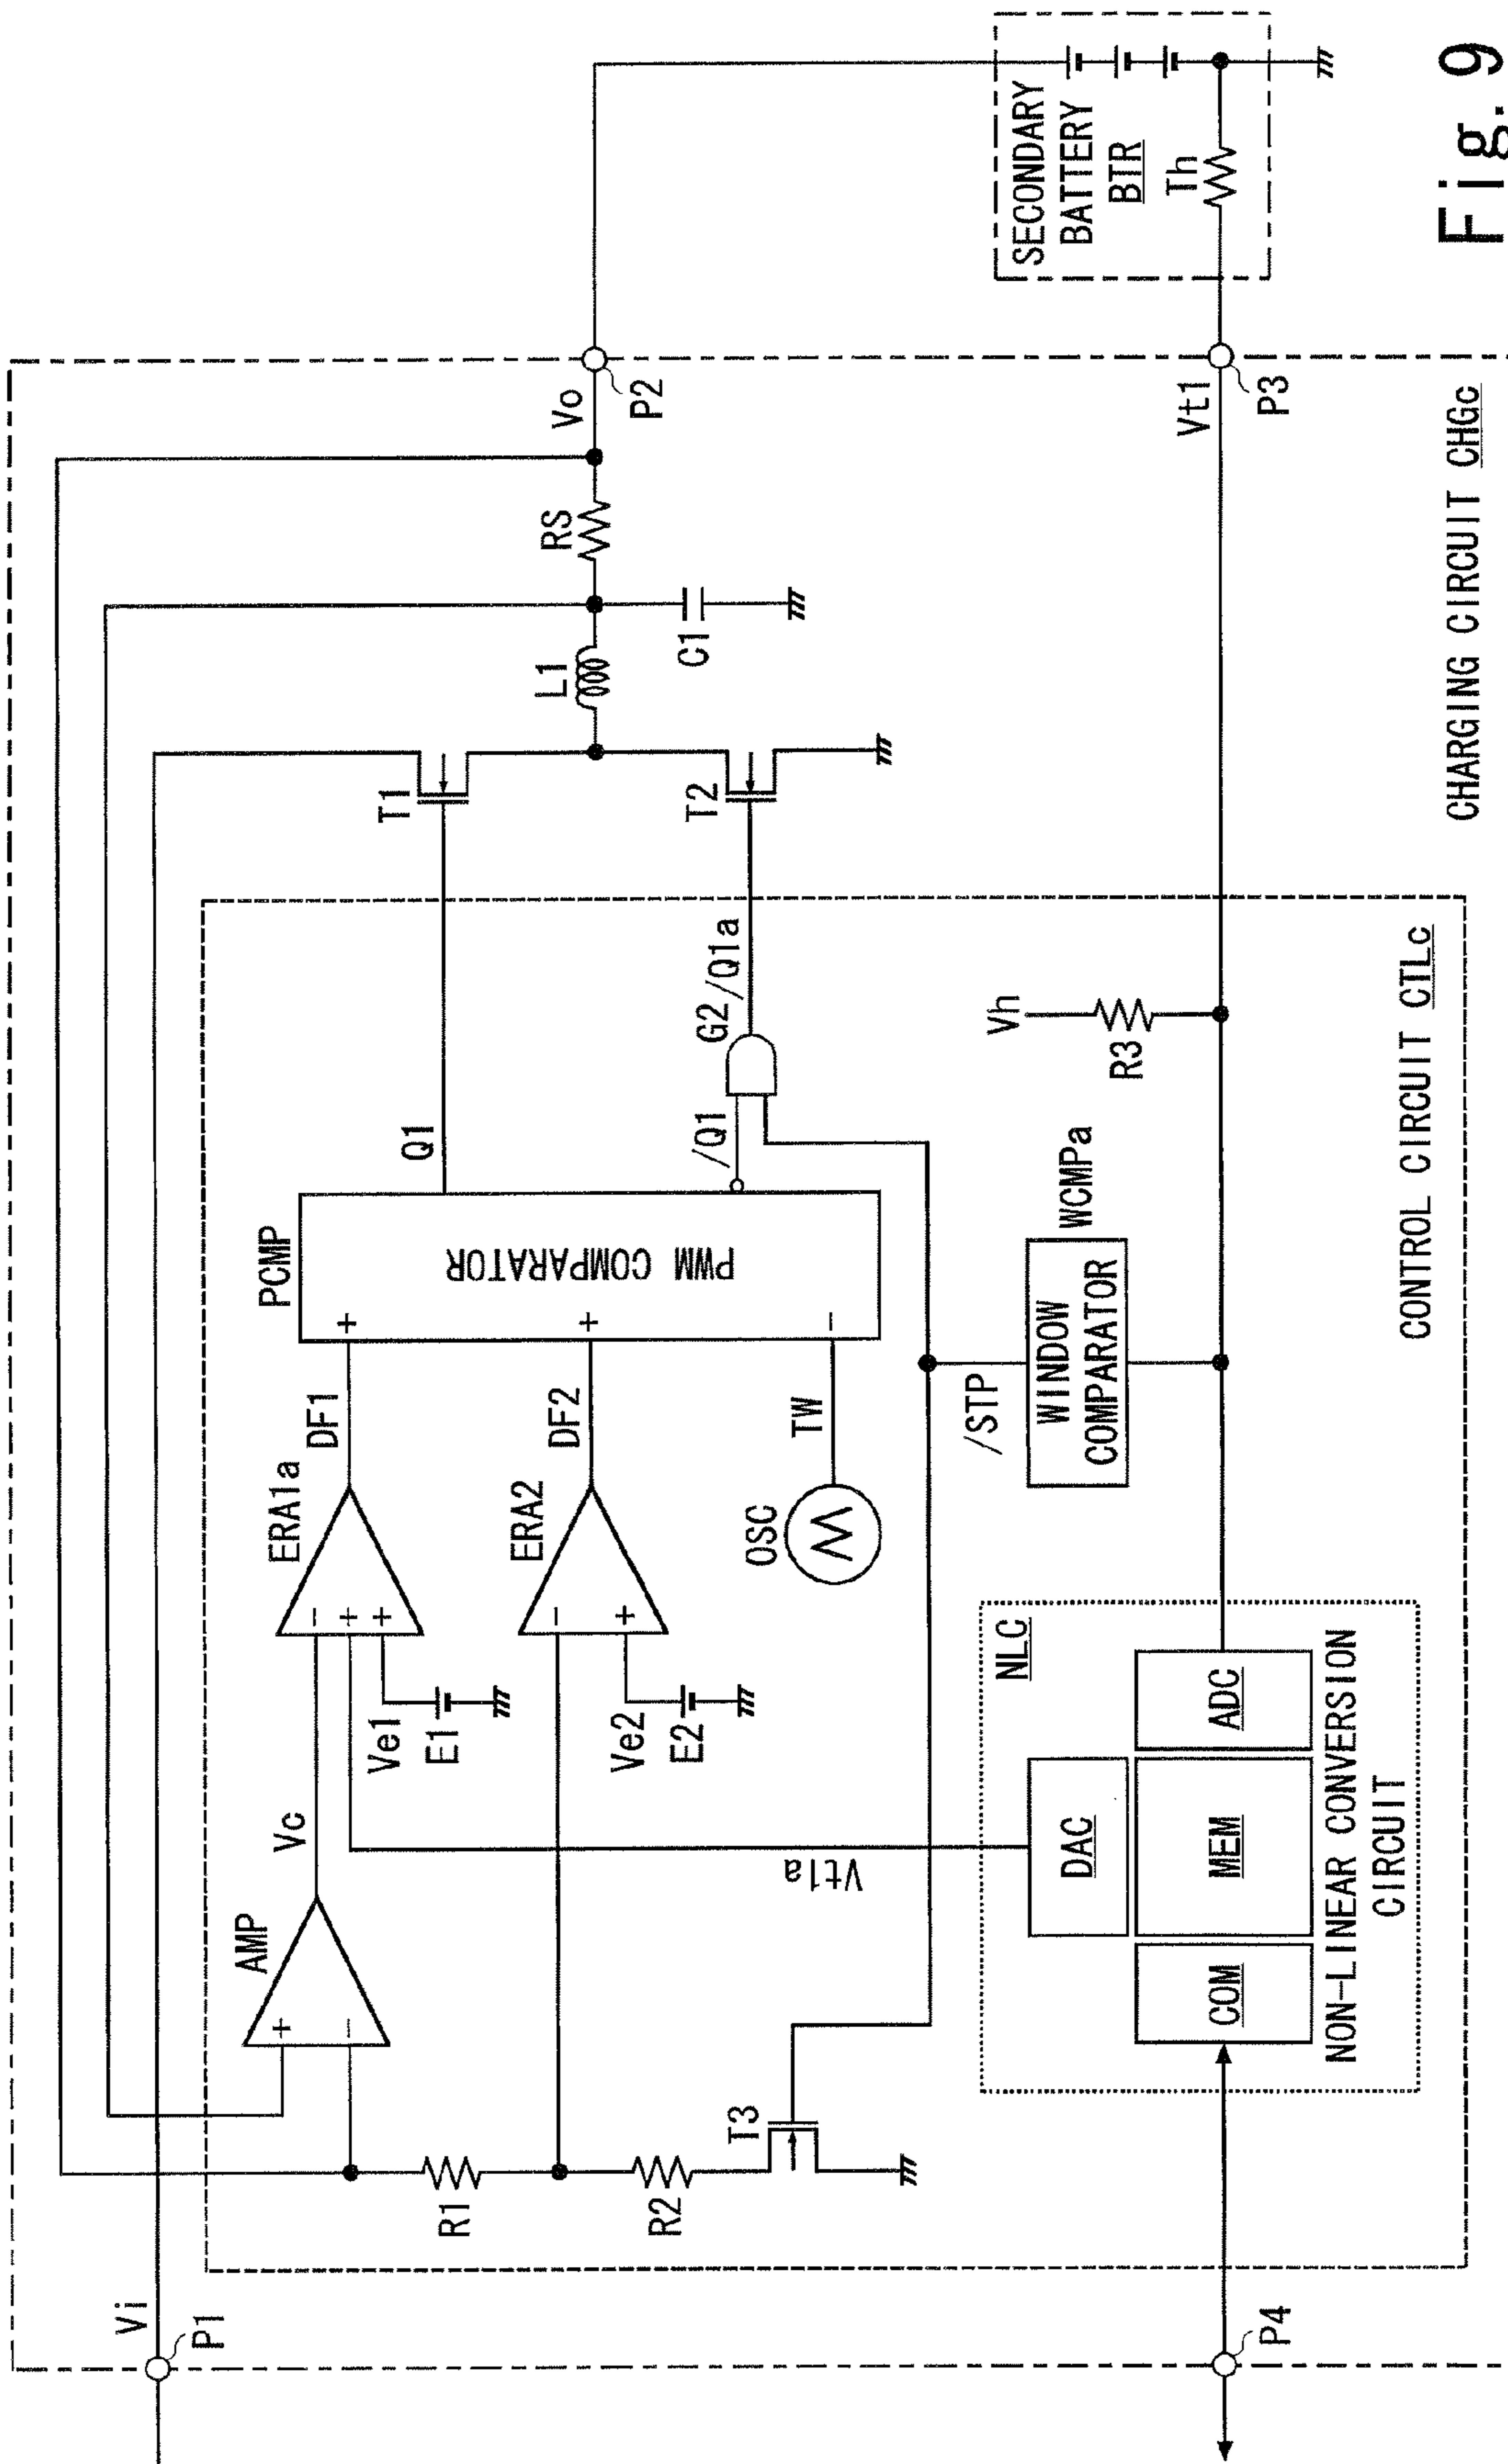 Vi
P1
Vo
P2
SECONDARY
BATTERY
BTR
Th
Vt1
P3
P4
RS
L1
C1
T1
T2
Q1
/Q1
G2
/Q1a
PCMP
PWM COMPARATOR
+
+
-
DF1
DF2
TW
ERA1a
-
+
+
ERA2
-
+
OSC
Vc
Ve1
E1
Ve2
E2
AMP
+
-
R1
R2
T3
Vt1a
/STP
WINDOW
COMPARATOR
WCMPa
Vh
R3
NLC
DAC
COM
MEM
ADC
NON-LINEAR CONVERSION
CIRCUIT
CONTROL CIRCUIT CTLc
CHARGING CIRCUIT CHGc
Fig. 9